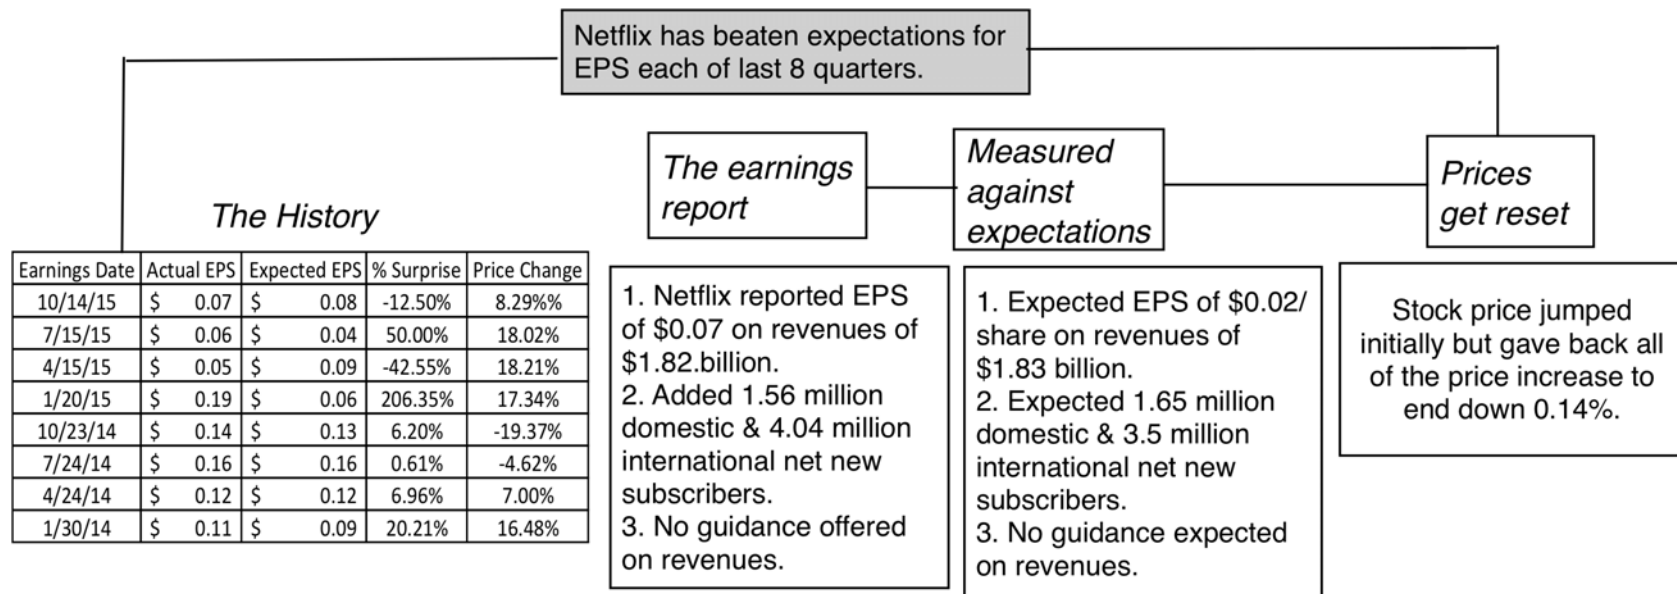 Netflix has beaten expectations for
EPS each of last 8 quarters.
The History
Earnings Date Actual EPS Expected EPS % Surprise Price Change
10/14/15 $ 0.07 $ 0.08 -12.50% 8.29%%
7/15/15 $ 0.06 $ 0.04 50.00% 18.02%
4/15/15 $ 0.05 $ 0.09 -42.55% 18.21%
1/20/15 $ 0.19 $ 0.06 206.35% 17.34%
10/23/14 $ 0.14 $ 0.13 6.20% -19.37%
7/24/14 $ 0.16 $ 0.16 0.61% -4.62%
4/24/14 $ 0.12 $ 0.12 6.96% 7.00%
1/30/14 $ 0.11 $ 0.09 20.21% 16.48%
The earnings
report
1. Netflix reported EPS
of $0.07 on revenues of
$1.82.billion.
2. Added 1.56 million
domestic & 4.04 million
international net new
subscribers.
3. No guidance offered
on revenues.
Measured
against
expectations
1. Expected EPS of $0.02/
share on revenues of
$1.83 billion.
2. Expected 1.65 million
domestic & 3.5 million
international net new
subscribers.
3. No guidance expected
on revenues.
Prices
get reset
Stock price jumped
initially but gave back all
of the price increase to
end down 0.14%.